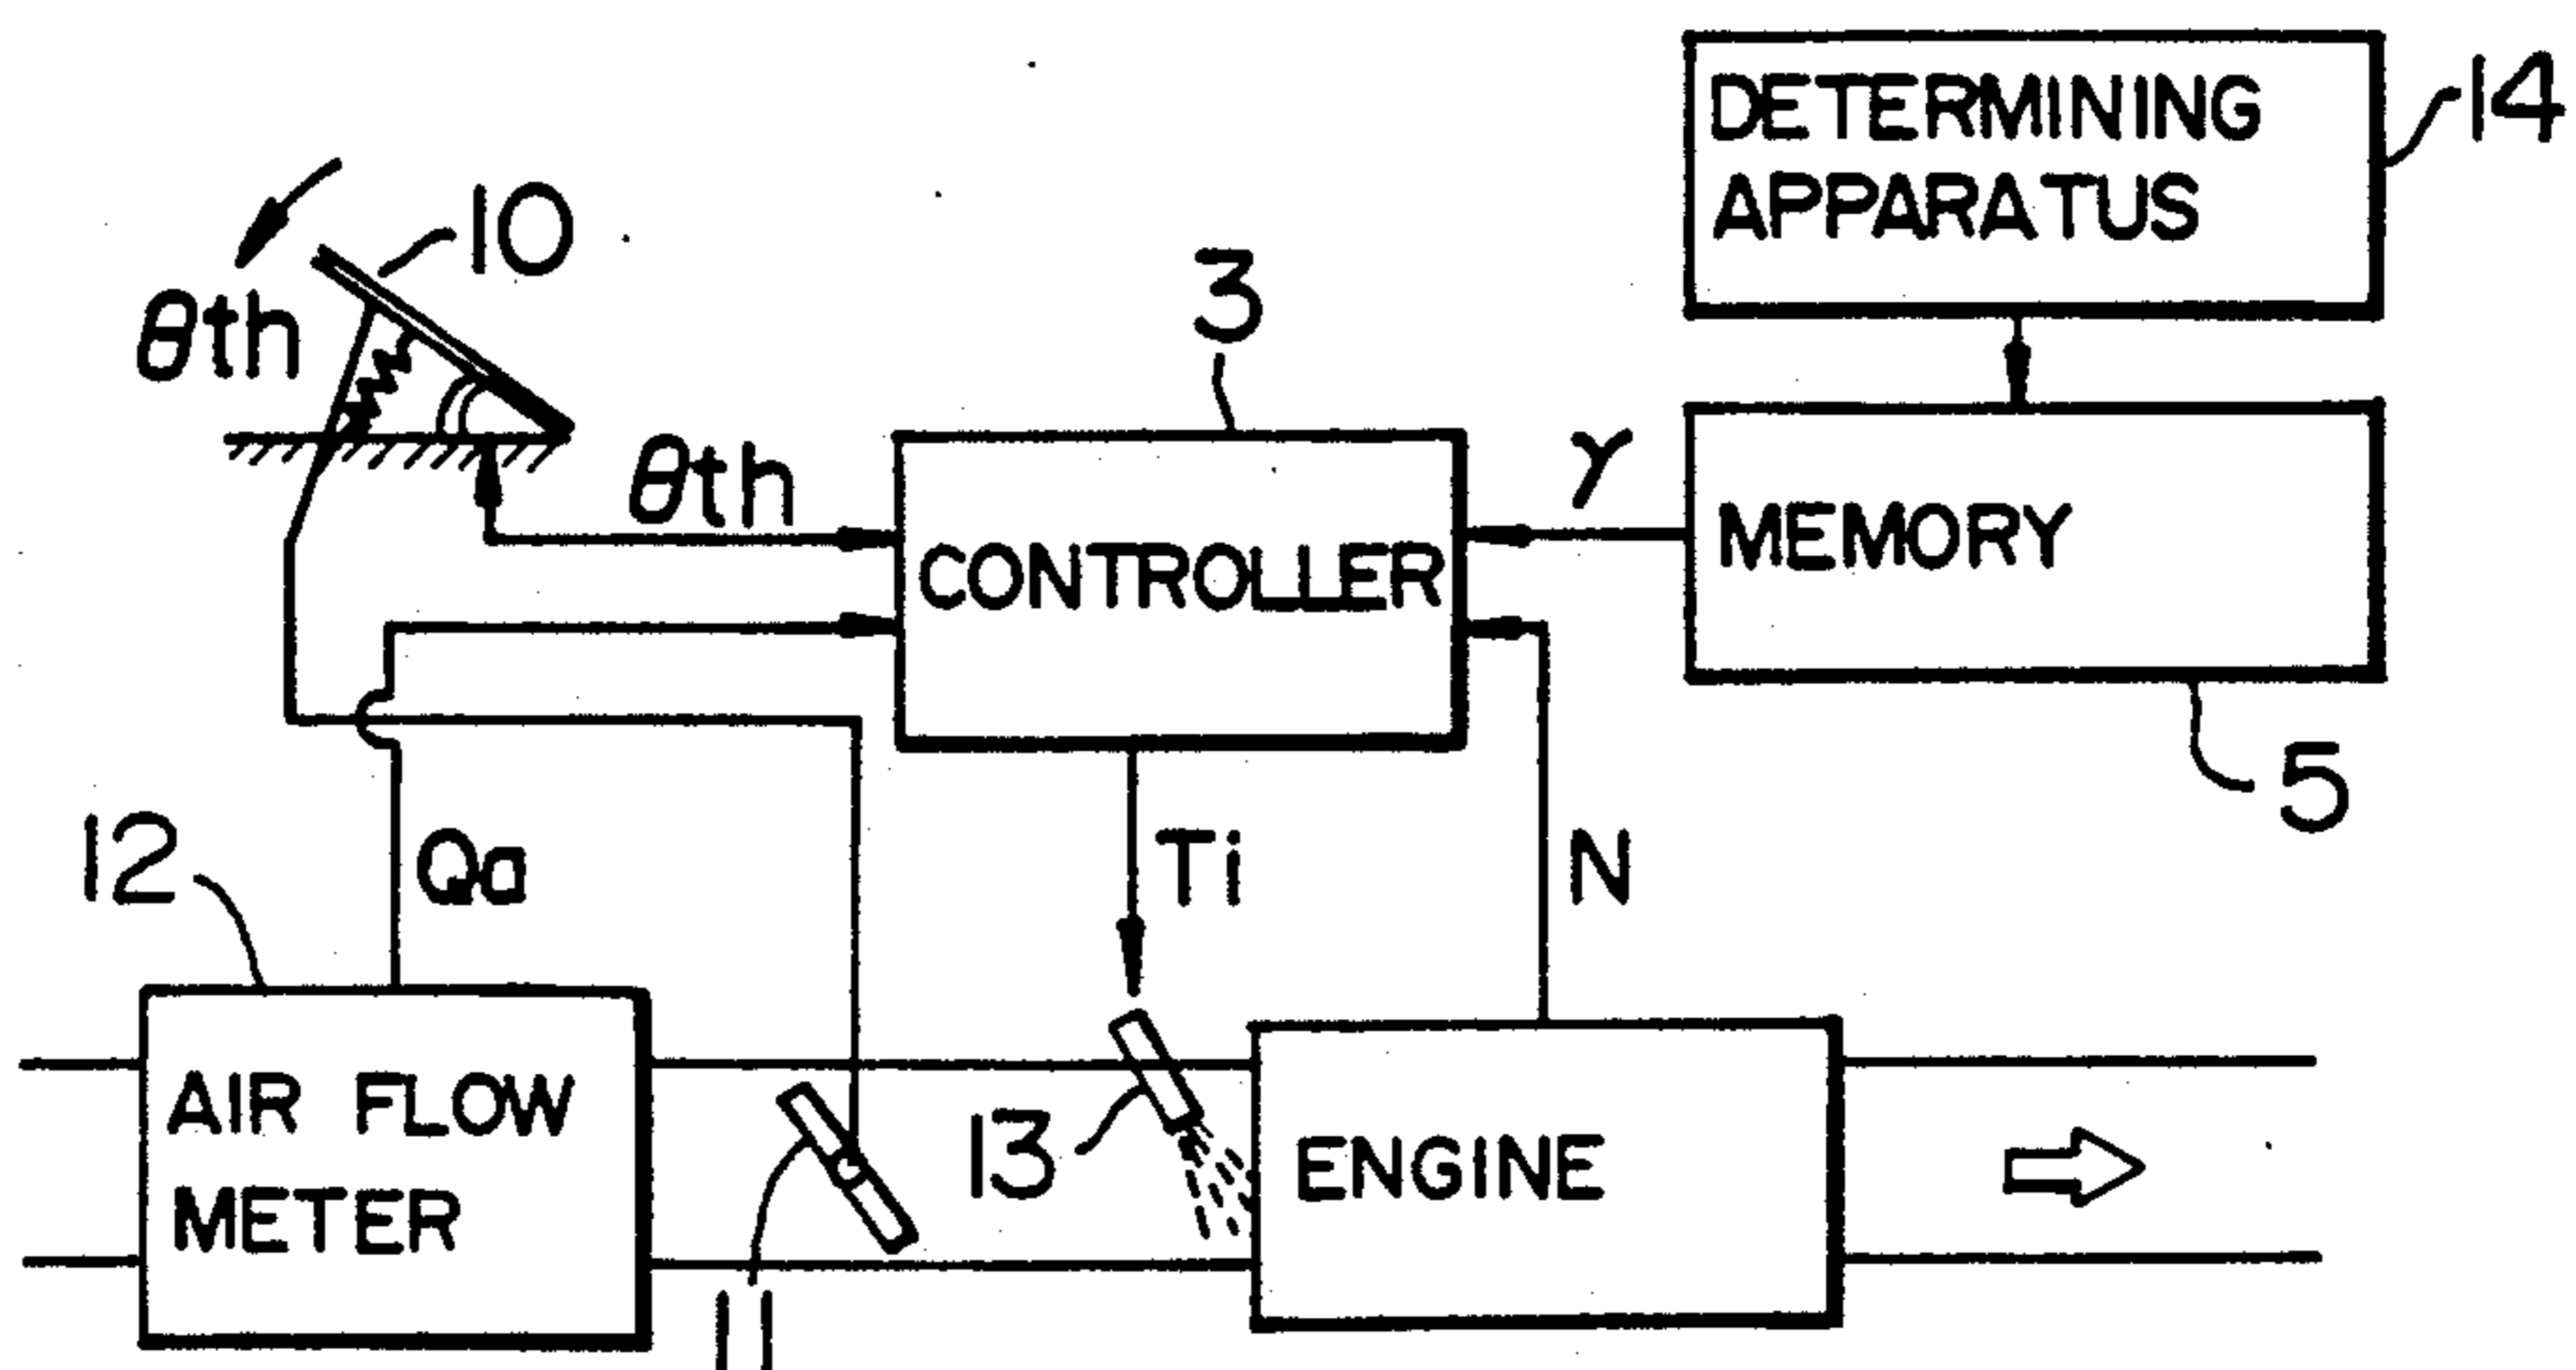 DETERMINING
APPARATUS
14
10
θth
3
θth
CONTROLLER
γ
MEMORY
5
12
Qa
Ti
N
AIR FLOW
METER
11
13
ENGINE